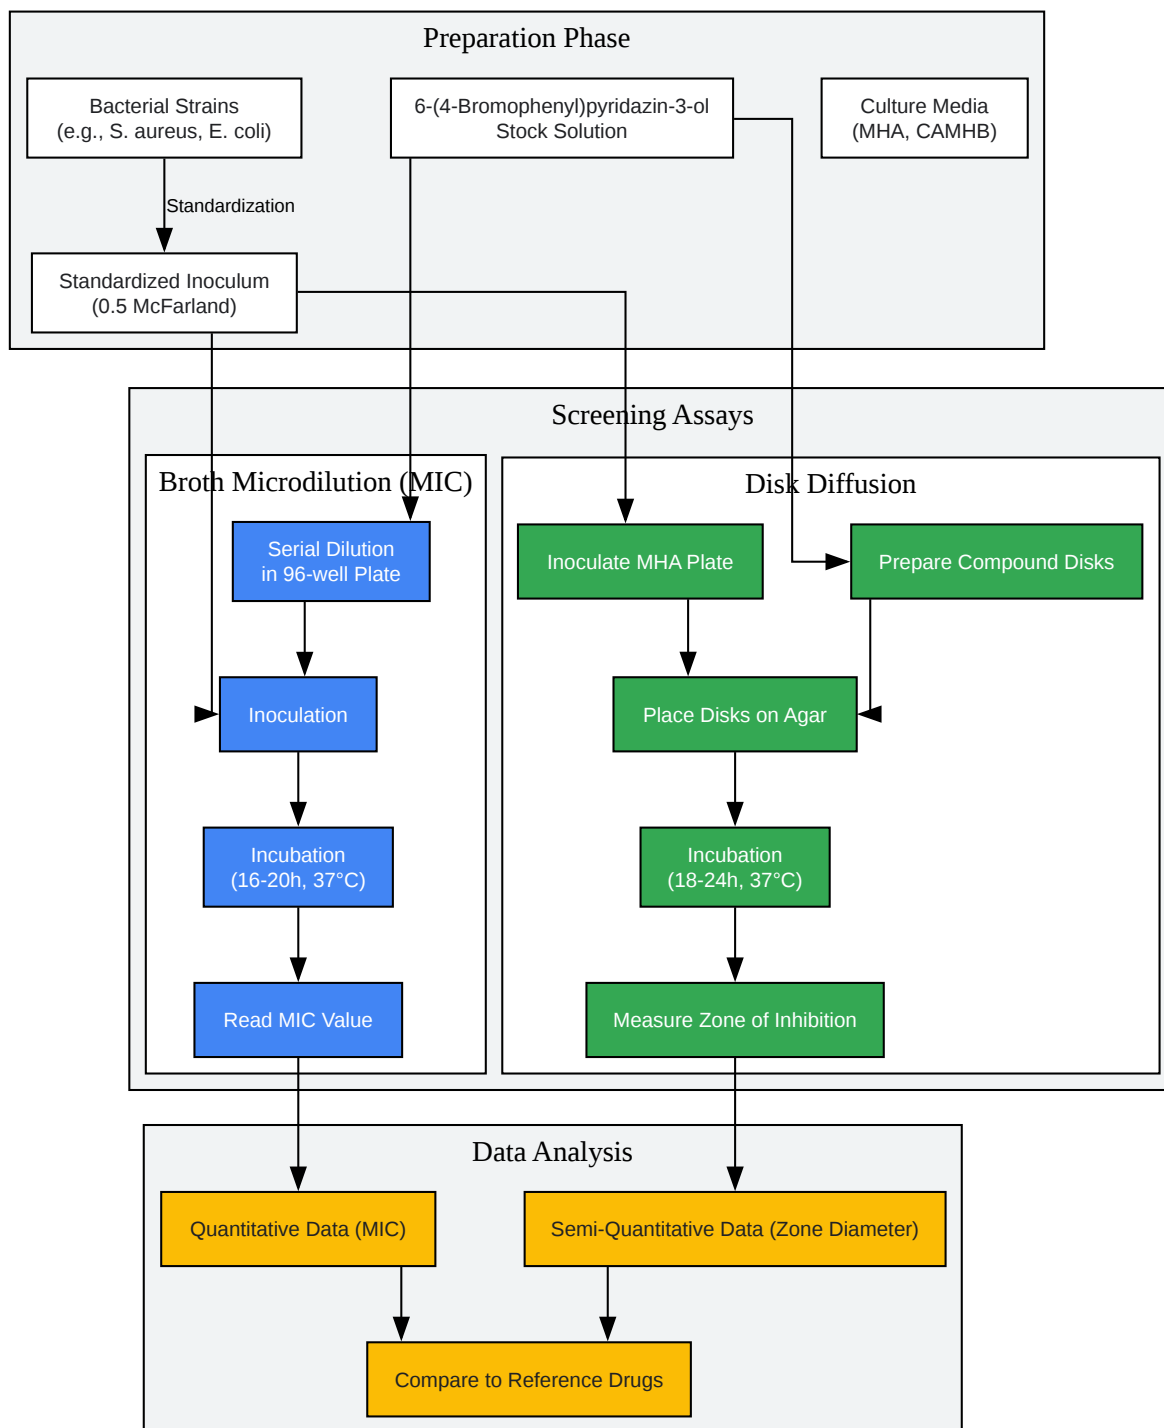 Preparation Phase
Bacterial Strains
(e.g., S. aureus, E. coli)
6-(4-Bromophenyl)pyridazin-3-ol
Stock Solution
Culture Media
(MHA, CAMHB)
Standardization
Standardized Inoculum
(0.5 McFarland)
Screening Assays
Broth Microdilution (MIC)
Disk Diffusion
Serial Dilution
in 96-well Plate
Inoculate MHA Plate
Prepare Compound Disks
Inoculation
Place Disks on Agar
Incubation
(16-20h, 37°C)
Incubation
(18-24h, 37°C)
Read MIC Value
Measure Zone of Inhibition
Data Analysis
Quantitative Data (MIC)
Semi-Quantitative Data (Zone Diameter)
Compare to Reference Drugs